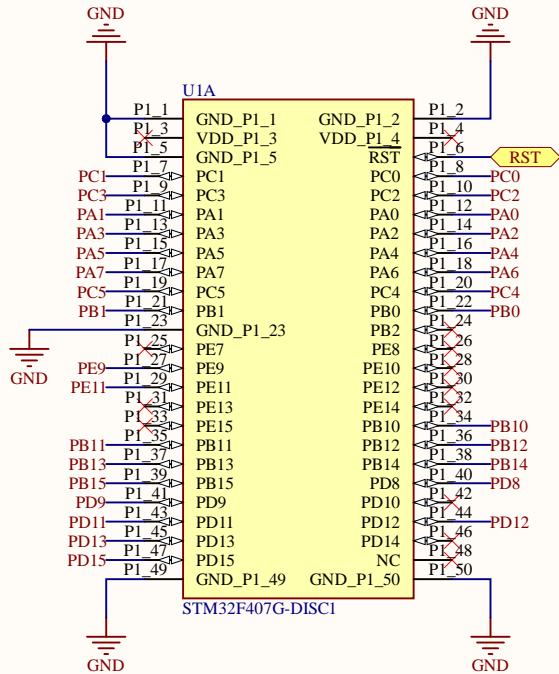 GND GND
U1A
P1_1 GND_P1_1 GND_P1_2 P1_2
P1_3 VDD_P1_3 VDD_P1_4 P1_4
P1_5 GND_P1_5 RST P1_6 RST
PC1 P1_7 PC1 PC0 P1_8 PC0
PC3 P1_9 PC3 PC2 P1_10 PC2
PA1 P1_11 PA1 PA0 P1_12 PA0
PA3 P1_13 PA3 PA2 P1_14 PA2
PA5 P1_15 PA5 PA4 P1_16 PA4
PA7 P1_17 PA7 PA6 P1_18 PA6
PC5 P1_19 PC5 PC4 P1_20 PC4
PB1 P1_21 PB1 PB0 P1_22 PB0
P1_23 GND_P1_23 PB2 P1_24
P1_25 PE7 PE8 P1_26
GND
PE9 P1_27 PE9 PE10 P1_28
PE11 P1_29 PE11 PE12 P1_30
P1_31 PE13 PE14 P1_32
P1_33 PE15 PB10 P1_34 PB10
PB11 P1_35 PB11 PB12 P1_36 PB12
PB13 P1_37 PB13 PB14 P1_38 PB14
PB15 P1_39 PB15 PD8 P1_40 PD8
PD9 P1_41 PD9 PD10 P1_42
PD11 P1_43 PD11 PD12 P1_44 PD12
PD13 P1_45 PD13 PD14 P1_46
PD15 P1_47 PD15 NC P1_48
P1_49 GND_P1_49 GND_P1_50 P1_50
STM32F407G-DISC1
GND GND